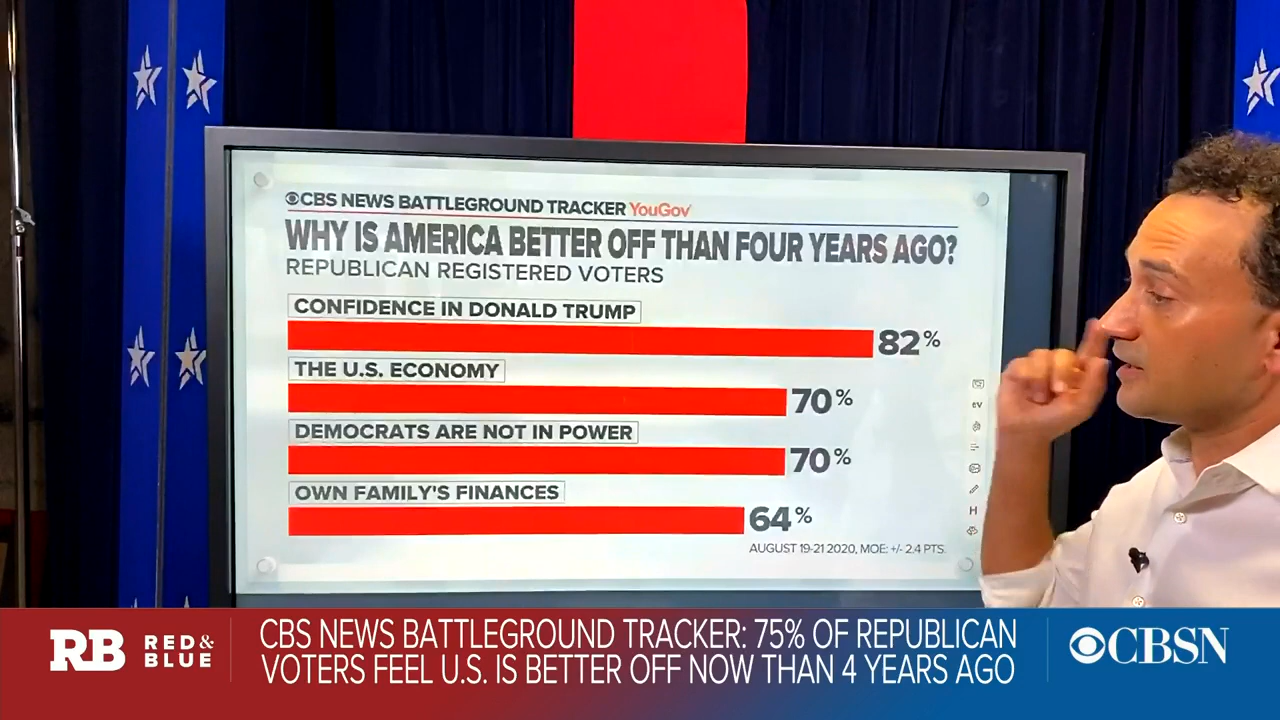 CBS NEWS BATTLEGROUND TRACKER YouGov
WHY IS AMERICA BETTER OFF THAN FOUR YEARS AGO?
REPUBLICAN REGISTERED VOTERS
CONFIDENCE IN DONALD TRUMP
82%
THE U.S. ECONOMY
70%
DEMOCRATS ARE NOT IN POWER
70%
OWN FAMILY'S FINANCES
64%
AUGUST 19-21 2020, MOE: +/- 2.4 PTS.
tv
H
RB RED&
BLUE
CBS NEWS BATTLEGROUND TRACKER: 75% OF REPUBLICAN
VOTERS FEEL U.S. IS BETTER OFF NOW THAN 4 YEARS AGO
CBSN